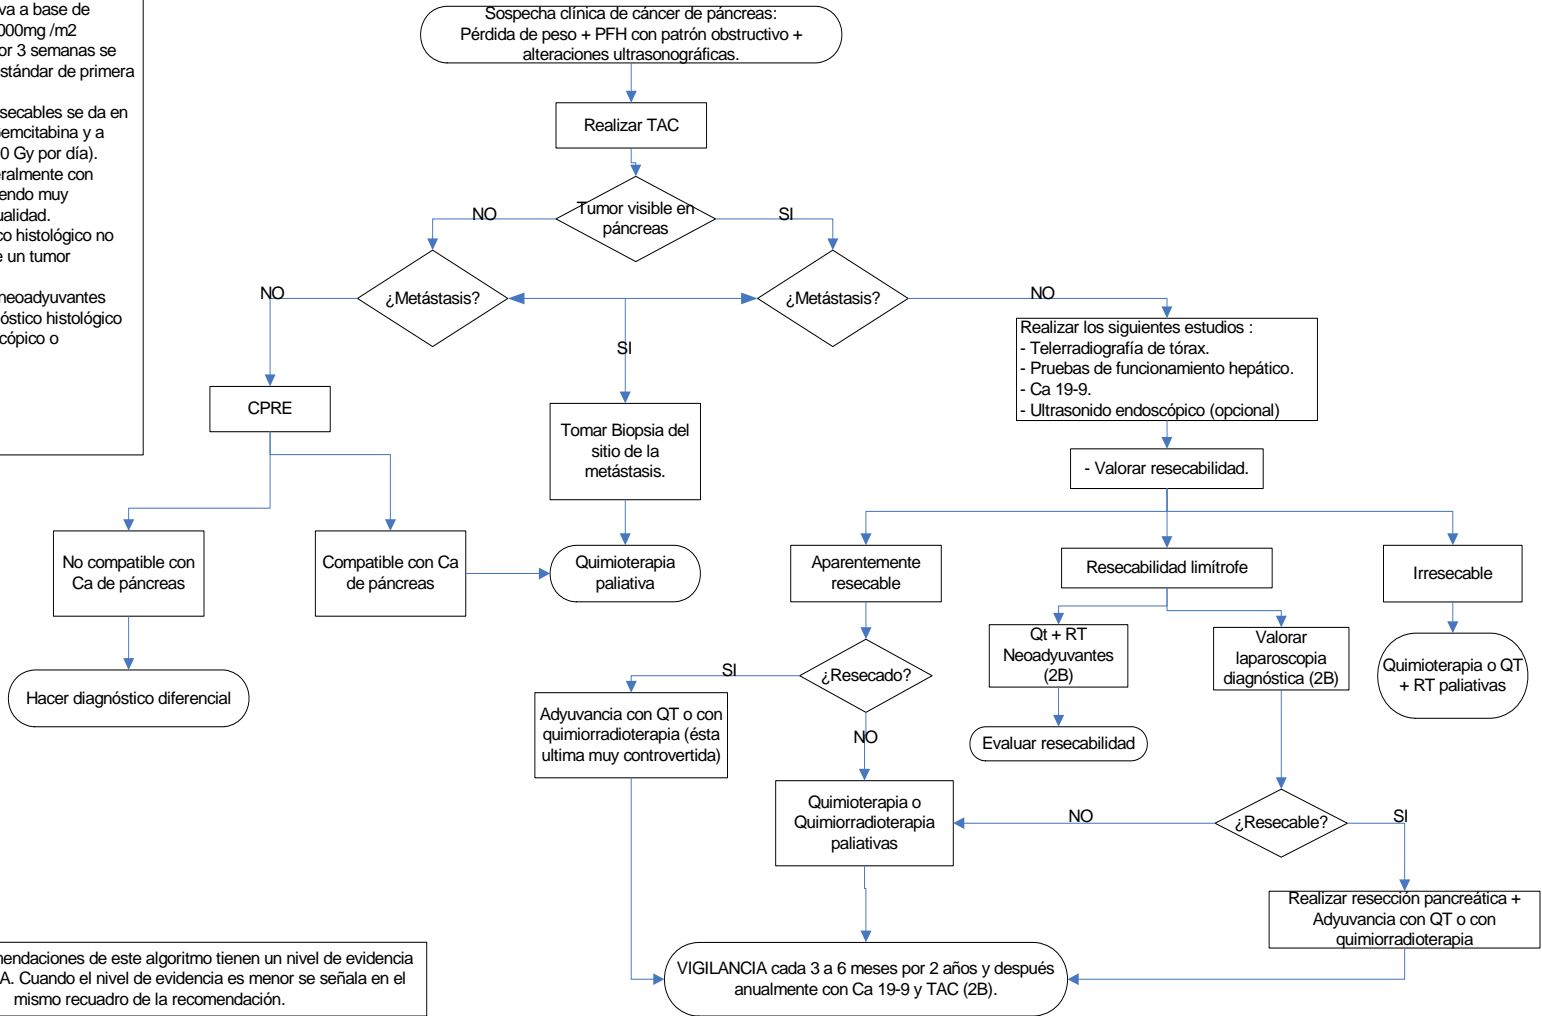 va a base de
000mg /m2
or 3 semanas se
stándar de primera
secables se da en
Gemcitabina y a
0 Gy por día).
eralmente con
endo muy
ualidad.
co histológico no
e un tumor
neoadyuvantes
nóstico histológico
cópico o
Sospecha clínica de cáncer de páncreas:
Pérdida de peso + PFH con patrón obstructivo +
alteraciones ultrasonográficas.
Realizar TAC
Tumor visible en
páncreas
NO
SI
¿Metástasis?
¿Metástasis?
NO
SI
NO
Realizar los siguientes estudios :
- Telerradiografía de tórax.
- Pruebas de funcionamiento hepático.
- Ca 19-9.
- Ultrasonido endoscópico (opcional)
CPRE
Tomar Biopsia del
sitio de la
metástasis.
- Valorar resecabilidad.
No compatible con
Ca de páncreas
Compatible con Ca
de páncreas
Quimioterapia
paliativa
Aparentemente
resecable
Resecabilidad limítrofe
Irresecable
Hacer diagnóstico diferencial
SI
¿Resecado?
NO
Qt + RT
Neoadyuvantes
(2B)
Valorar
laparoscopia
diagnóstica (2B)
Quimioterapia o QT
+ RT paliativas
Adyuvancia con QT o con
quimiorradioterapia (ésta
ultima muy controvertida)
Evaluar resecabilidad
Quimioterapia o
Quimiorradioterapia
paliativas
NO
¿Resecable?
SI
Realizar resección pancreática +
Adyuvancia con QT o con
quimiorradioterapia
mendaciones de este algoritmo tienen un nivel de evidencia
A. Cuando el nivel de evidencia es menor se señala en el
mismo recuadro de la recomendación.
VIGILANCIA cada 3 a 6 meses por 2 años y después
anualmente con Ca 19-9 y TAC (2B).